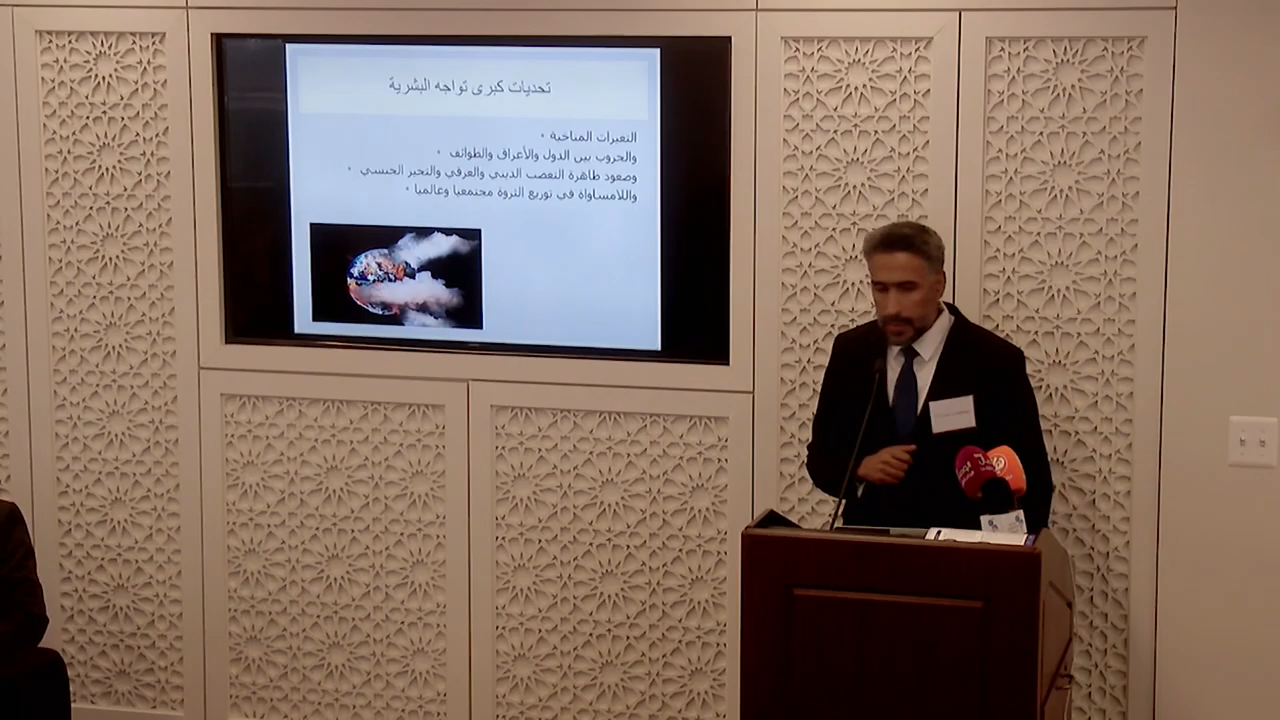 تحديات كبرى تواجه البشرية
التغيرات المناخية •
والحروب بين الدول والأعراق والطوائف •
وصعود ظاهرة التعصب الديني والعرقي والتحيز الجنسي •
واللامساواة في توزيع الثروة مجتمعيا وعالميا •